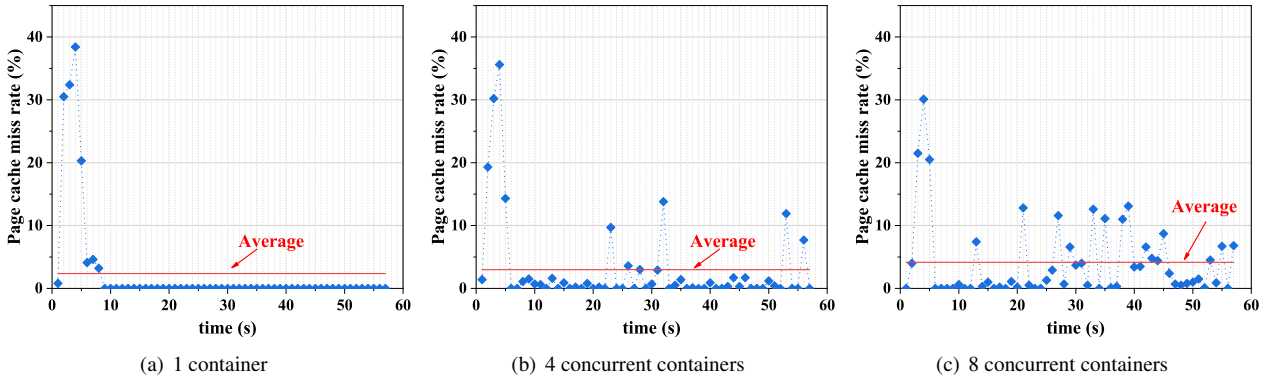 Page cache miss rate (%)
40
30
20
10
0
Average
0 10 20 30 40 50 60
time (s)
(a) 1 container
Page cache miss rate (%)
40
30
20
10
0
Average
0 10 20 30 40 50 60
time (s)
(b) 4 concurrent containers
Page cache miss rate (%)
40
30
20
10
0
Average
0 10 20 30 40 50 60
time (s)
(c) 8 concurrent containers